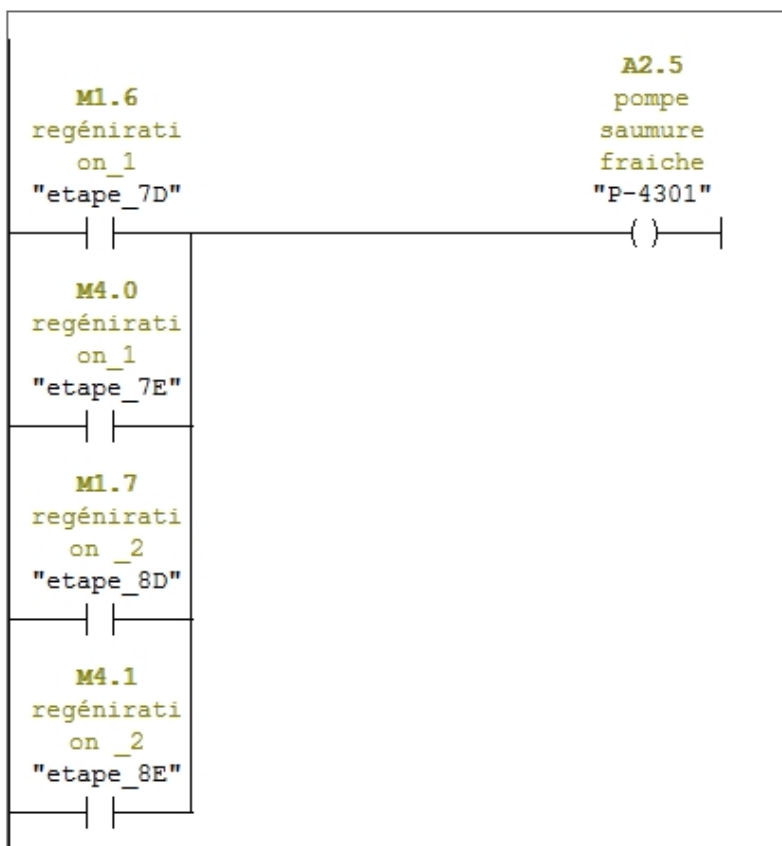 M1.6
regénirati
on_1
"etape_7D"
A2.5
pompe
saumure
fraiche
"P-4301"
M4.0
regénirati
on_1
"etape_7E"
M1.7
regénirati
on _2
"etape_8D"
M4.1
regénirati
on _2
"etape_8E"